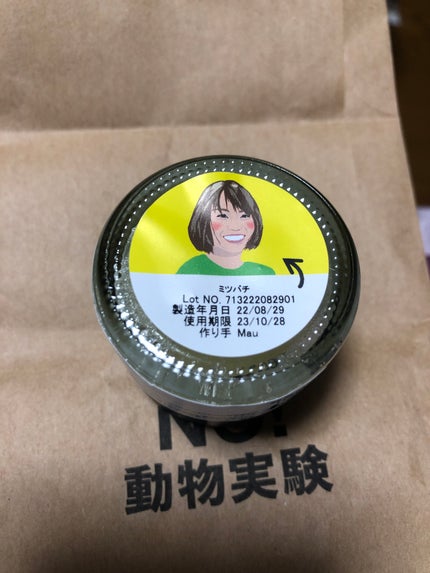 ミツバチ
Lot NO. 713222082901
製造年月日 22/08/29
使用期限 23/10/28
作り手 Mau
NO!
動物実験